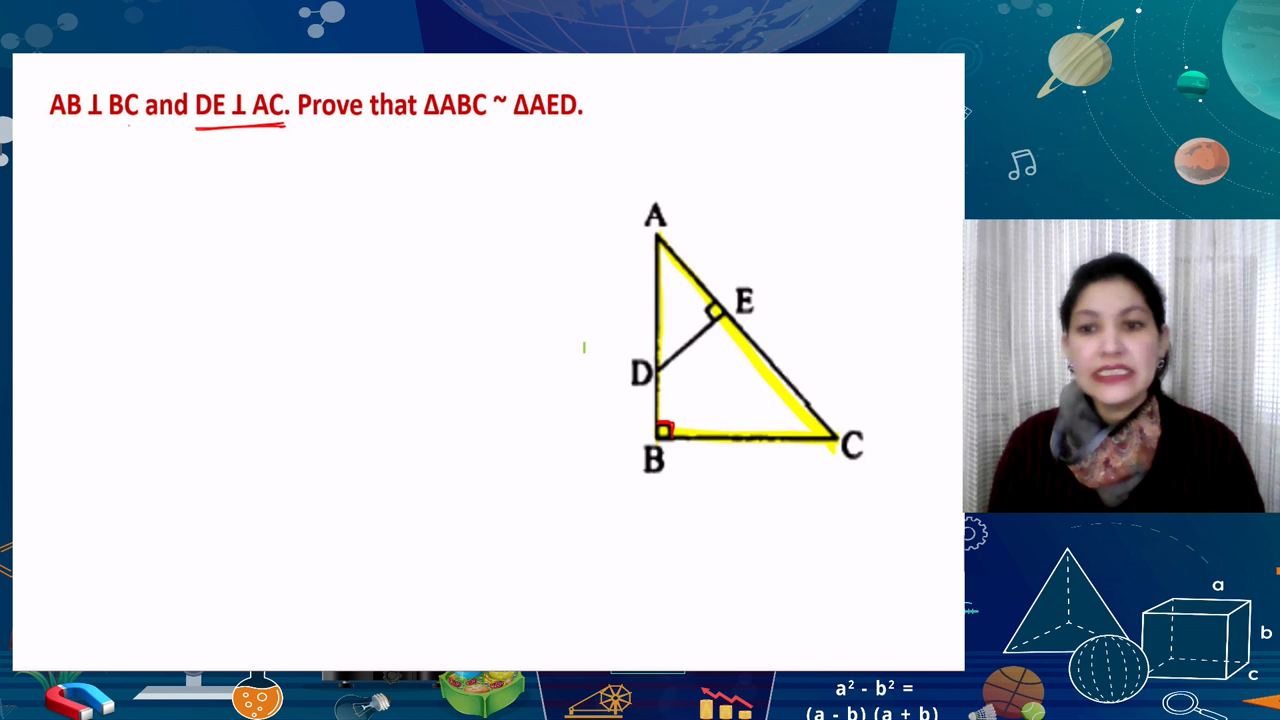 AB ⊥ BC and DE ⊥ AC. Prove that ΔABC ~ ΔAED.
A
E
D
B
C
a
b
c
a² - b² =
(a - b) (a + b)